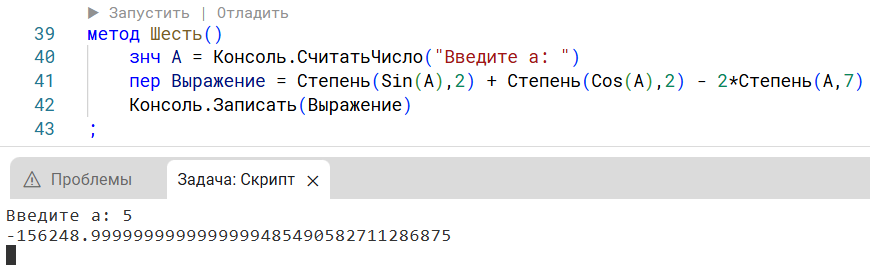 Запустить | Отладить
39 метод Шесть()
40 знч А = Консоль.СчитатьЧисло("Введите а: ")
41 пер Выражение = Степень(Sin(A),2) + Степень(Cos(A),2) - 2*Степень(А,7)
42 Консоль.Записать(Выражение)
43 ;
Проблемы Задача: Скрипт
Введите а: 5
-156248.9999999999999999485490582711286875